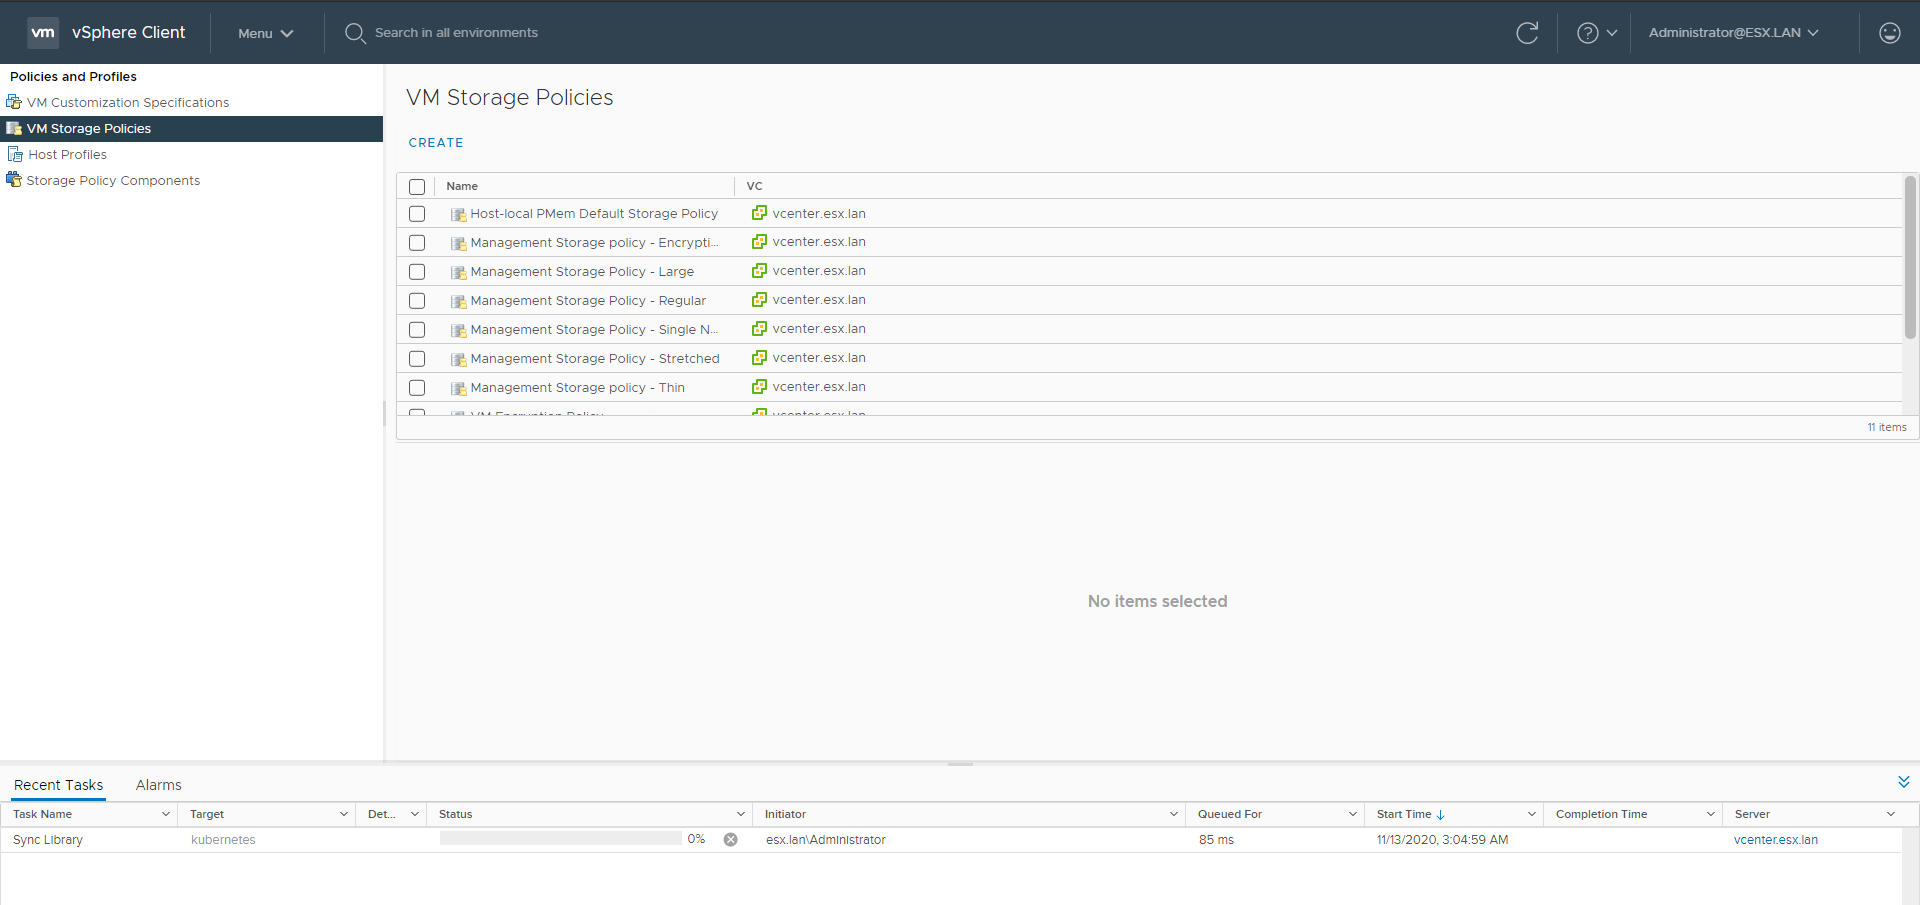 vm vSphere Client Menu Search in all environments Administrator@ESX.LAN
Policies and Profiles
VM Customization Specifications
VM Storage Policies
Host Profiles
Storage Policy Components
VM Storage Policies
CREATE
Name VC
Host-local PMem Default Storage Policy vcenter.esx.lan
Management Storage policy - Encrypti... vcenter.esx.lan
Management Storage Policy - Large vcenter.esx.lan
Management Storage Policy - Regular vcenter.esx.lan
Management Storage Policy - Single N... vcenter.esx.lan
Management Storage Policy - Stretched vcenter.esx.lan
Management Storage policy - Thin vcenter.esx.lan
VM Encryption Policy vcenter.esx.lan
11 items
No items selected
Recent Tasks Alarms
Task Name Target Det... Status Initiator Queued For Start Time Completion Time Server
Sync Library kubernetes 0% esx.lan\Administrator 85 ms 11/13/2020, 3:04:59 AM vcenter.esx.lan